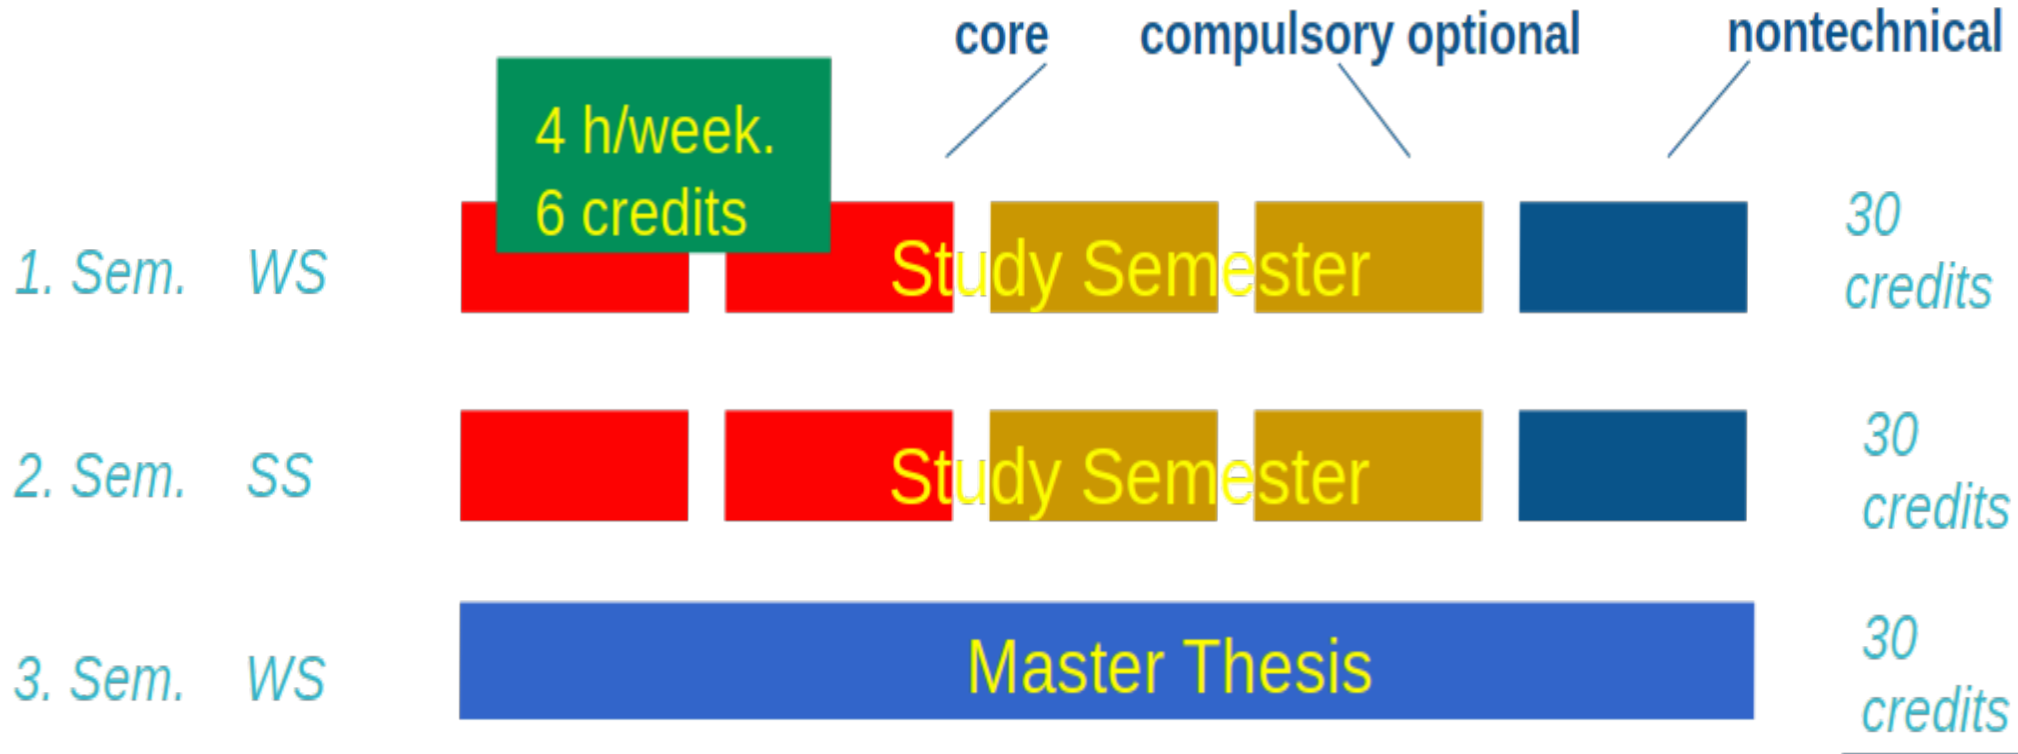 core compulsory optional nontechnical
4 h/week.
6 credits
1. Sem. WS Study Semester 30
credits
2. Sem. SS Study Semester 30
credits
3. Sem. WS Master Thesis 30
credits